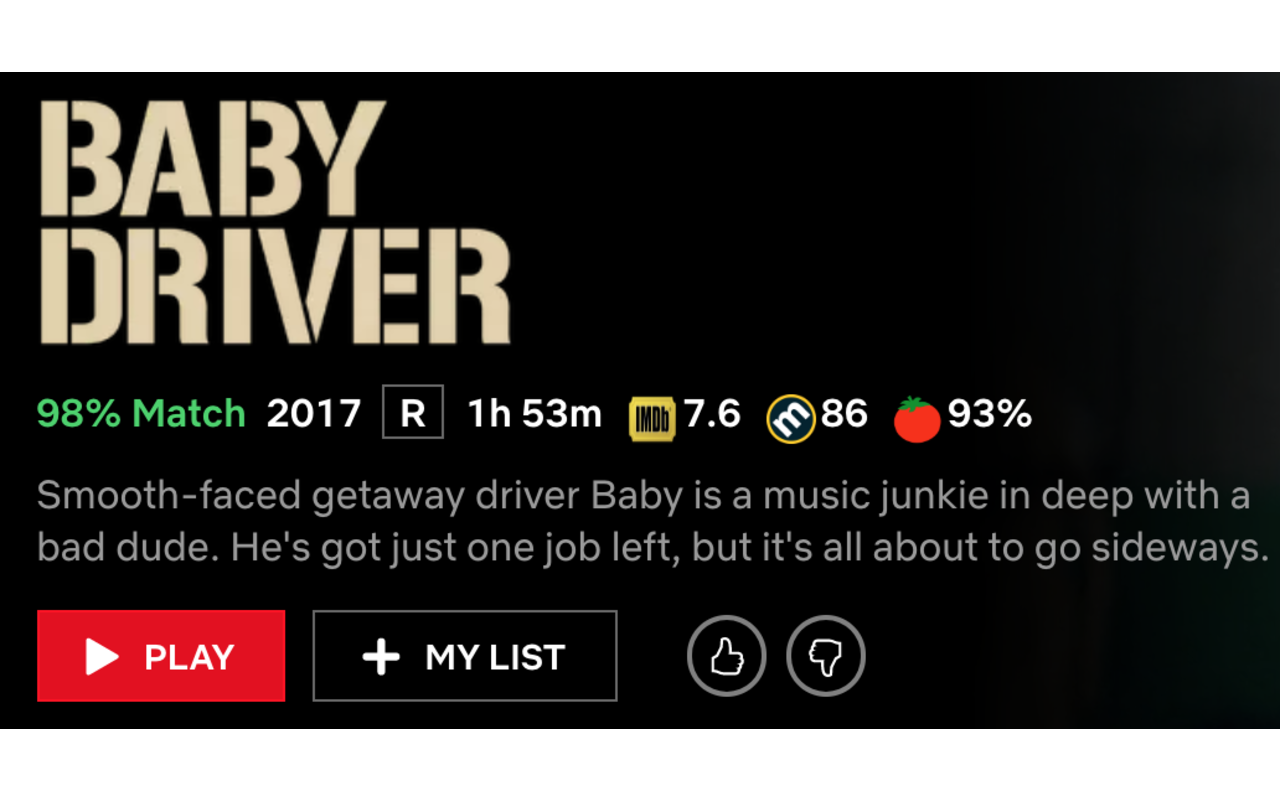 BABY
DRIVER
98% Match 2017 R 1h 53m IMDb 7.6 m 86 93%
Smooth-faced getaway driver Baby is a music junkie in deep with a
bad dude. He's got just one job left, but it's all about to go sideways.
PLAY MY LIST